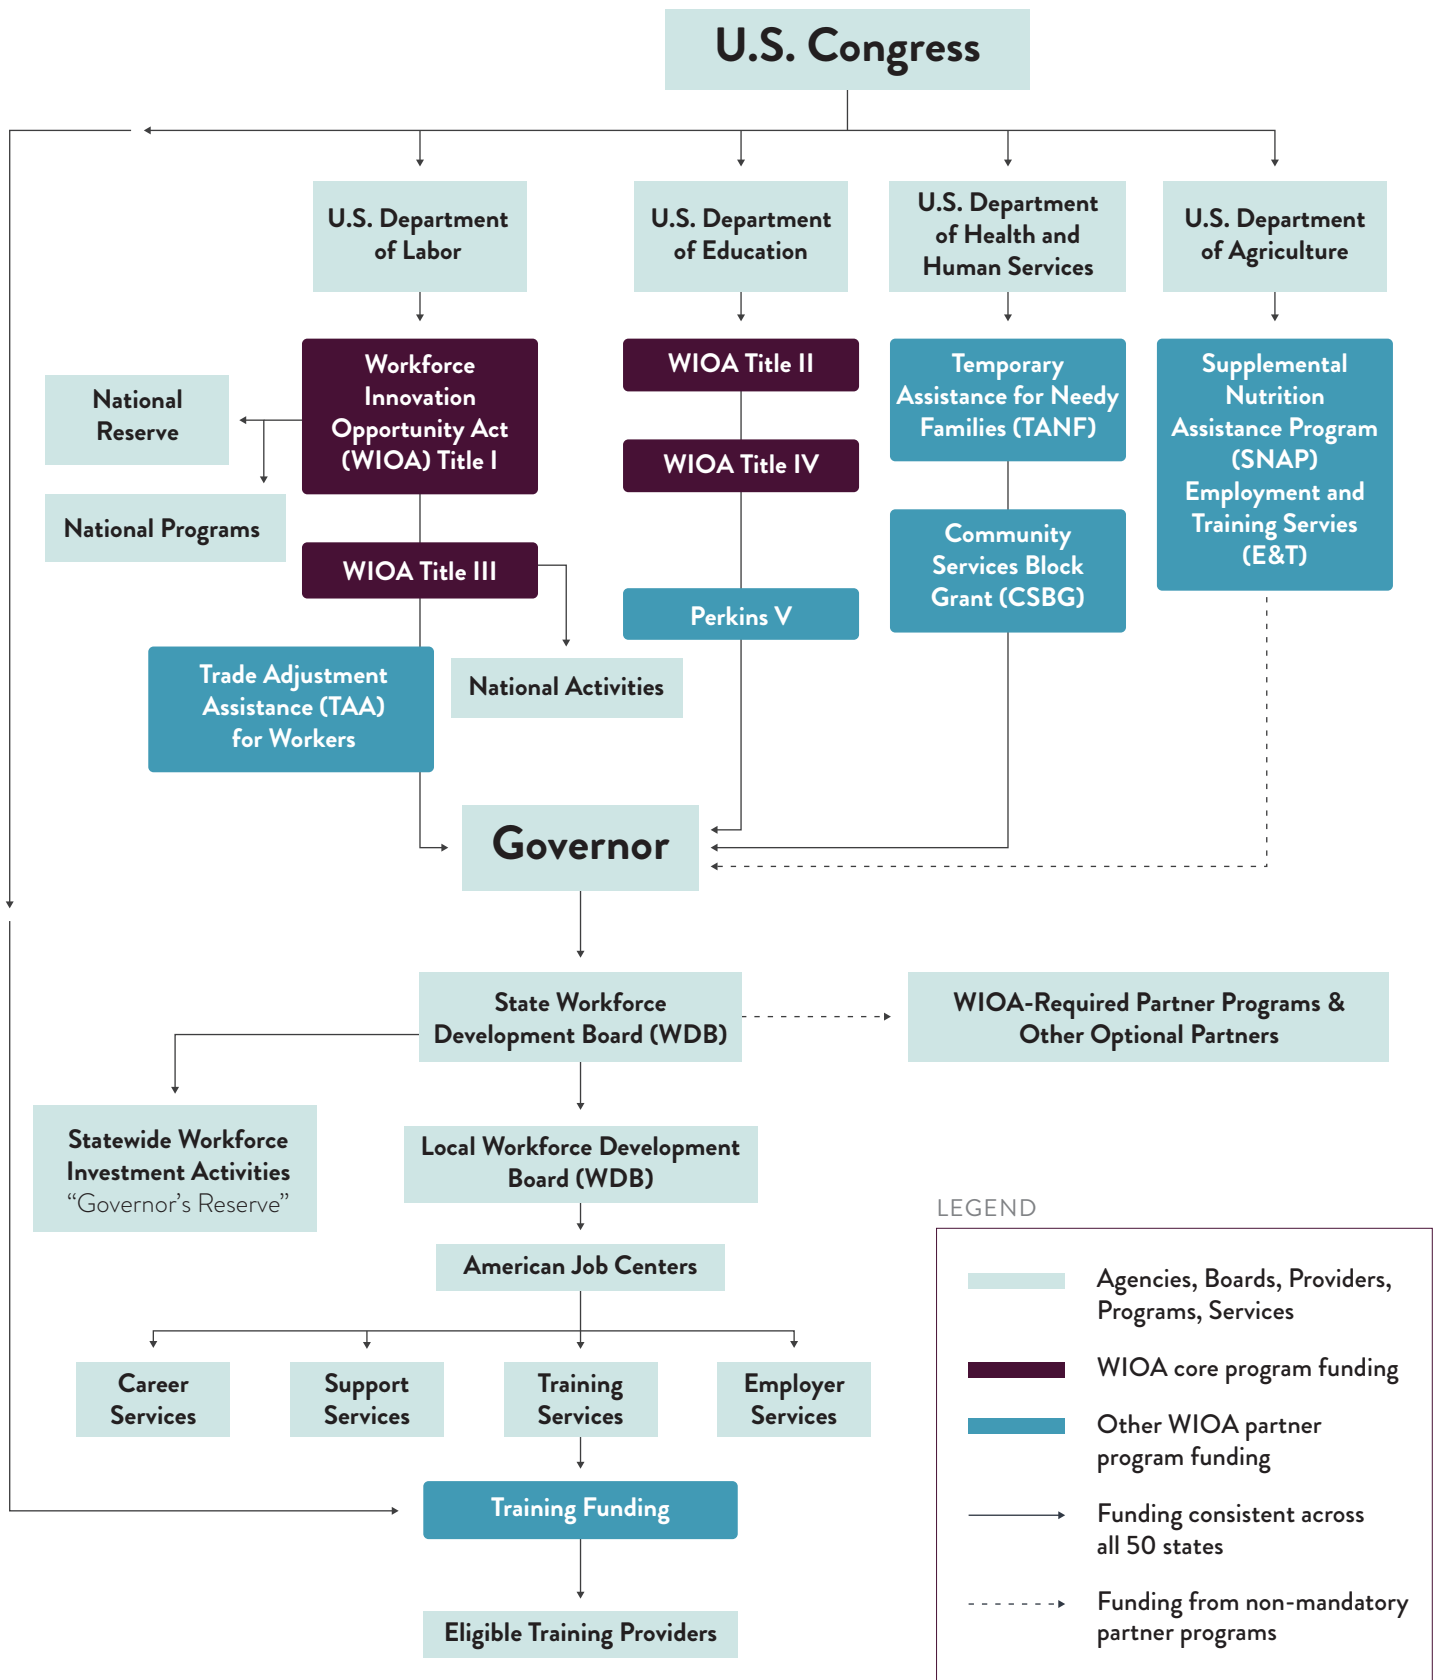 U.S. Congress
U.S. Department
of Labor
U.S. Department
of Education
U.S. Department
of Health and
Human Services
U.S. Department
of Agriculture
Workforce
Innovation
Opportunity Act
(WIOA) Title I
WIOA Title II
Temporary
Assistance for Needy
Families (TANF)
Supplemental
Nutrition
Assistance Program
(SNAP)
Employment and
Training Servies
(E&T)
National
Reserve
WIOA Title IV
National Programs
Community
Services Block
Grant (CSBG)
WIOA Title III
Perkins V
Trade Adjustment
Assistance (TAA)
for Workers
National Activities
Governor
State Workforce
Development Board (WDB)
WIOA-Required Partner Programs &
Other Optional Partners
Statewide Workforce
Investment Activities
“Governor’s Reserve”
Local Workforce Development
Board (WDB)
American Job Centers
Career
Services
Support
Services
Training
Services
Employer
Services
Training Funding
Eligible Training Providers
LEGEND
Agencies, Boards, Providers,
Programs, Services
WIOA core program funding
Other WIOA partner
program funding
Funding consistent across
all 50 states
Funding from non-mandatory
partner programs